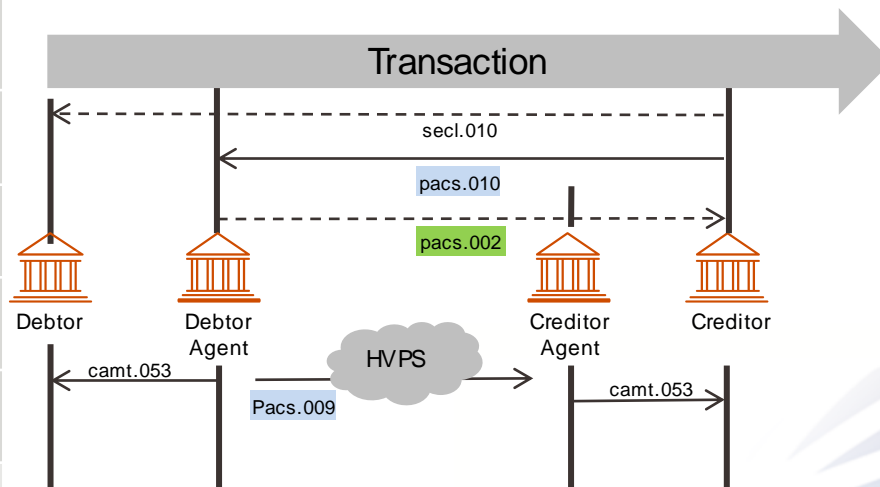 Transaction
secl.010
pacs.010
pacs.002
Debtor
Debtor
Agent
Creditor
Agent
Creditor
HVPS
camt.053
Pacs.009
camt.053